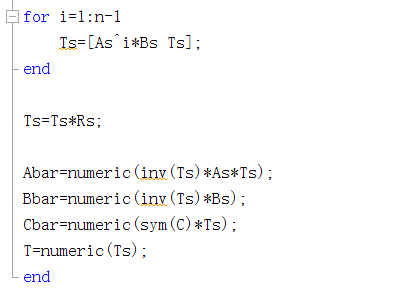 for i=1:n-1
Ts=[As^i*Bs Ts];
end
Ts=Ts*Rs;
Abar=numeric(inv(Ts)*As*Ts);
Bbar=numeric(inv(Ts)*Bs);
Cbar=numeric(sym(C)*Ts);
T=numeric(Ts);
end